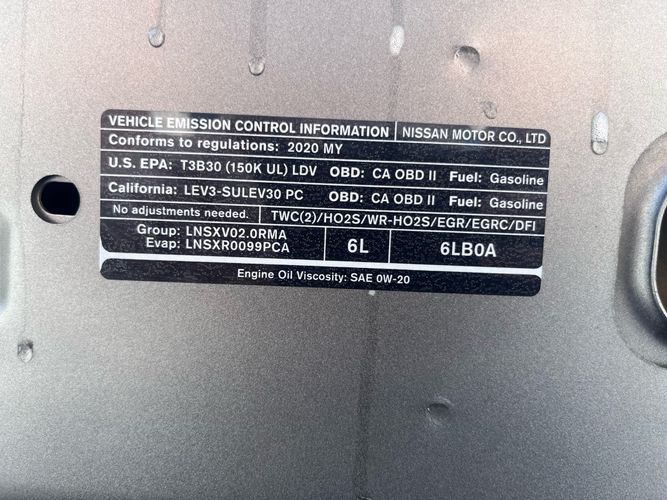 VEHICLE EMISSION CONTROL INFORMATION NISSAN MOTOR CO., LTD
Conforms to regulations: 2020 MY
U.S. EPA: T3B30 (150K UL) LDV OBD: CA OBD II Fuel: Gasoline
California: LEV3-SULEV30 PC OBD: CA OBD II Fuel: Gasoline
No adjustments needed. TWC(2)/HO2S/WR-HO2S/EGR/EGRC/DFI
Group: LNSXV02.0RMA
Evap: LNSXR0099PCA 6L 6LB0A
Engine Oil Viscosity: SAE 0W-20